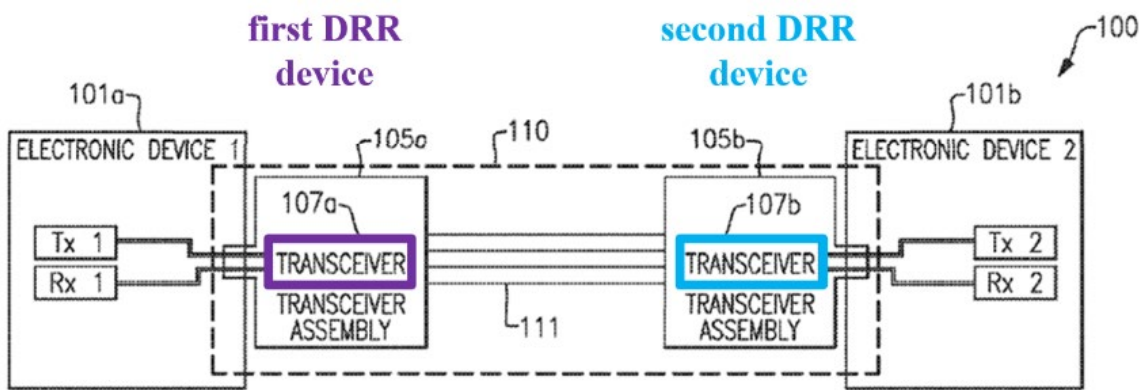 first DRR
device
second DRR
device
100
101a
101b
105a
110
105b
ELECTRONIC DEVICE 1
ELECTRONIC DEVICE 2
107a
107b
Tx 1
Rx 1
TRANSCEIVER
TRANSCEIVER
Tx 2
Rx 2
TRANSCEIVER
ASSEMBLY
111
TRANSCEIVER
ASSEMBLY